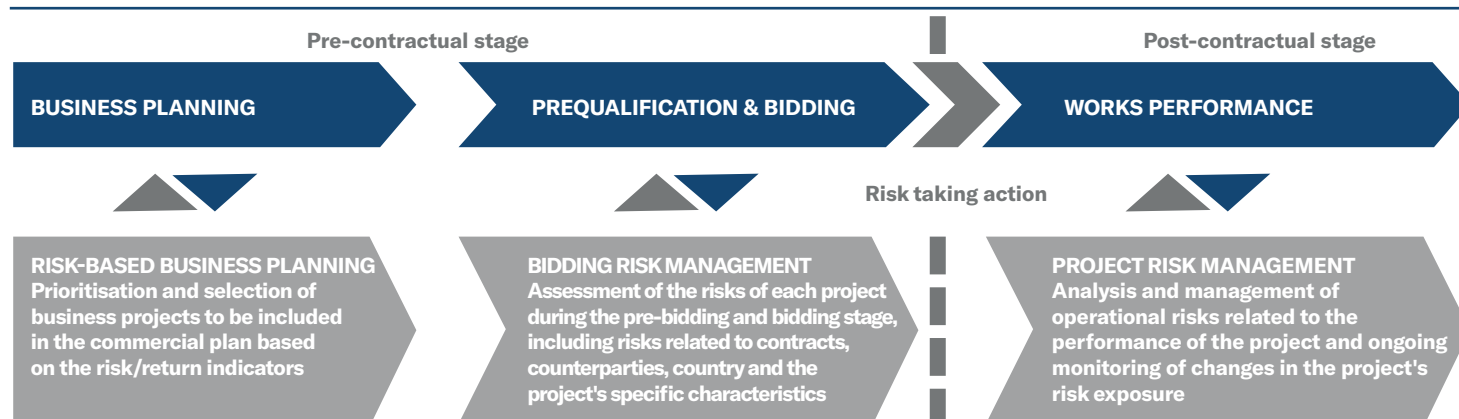 Pre-contractual stage
Post-contractual stage
BUSINESS PLANNING
PREQUALIFICATION & BIDDING
WORKS PERFORMANCE
Risk taking action
RISK-BASED BUSINESS PLANNING
Prioritisation and selection of
business projects to be included
in the commercial plan based
on the risk/return indicators
BIDDING RISK MANAGEMENT
Assessment of the risks of each project
during the pre-bidding and bidding stage,
including risks related to contracts,
counterparties, country and the
project's specific characteristics
PROJECT RISK MANAGEMENT
Analysis and management of
operational risks related to the
performance of the project and ongoing
monitoring of changes in the project's
risk exposure